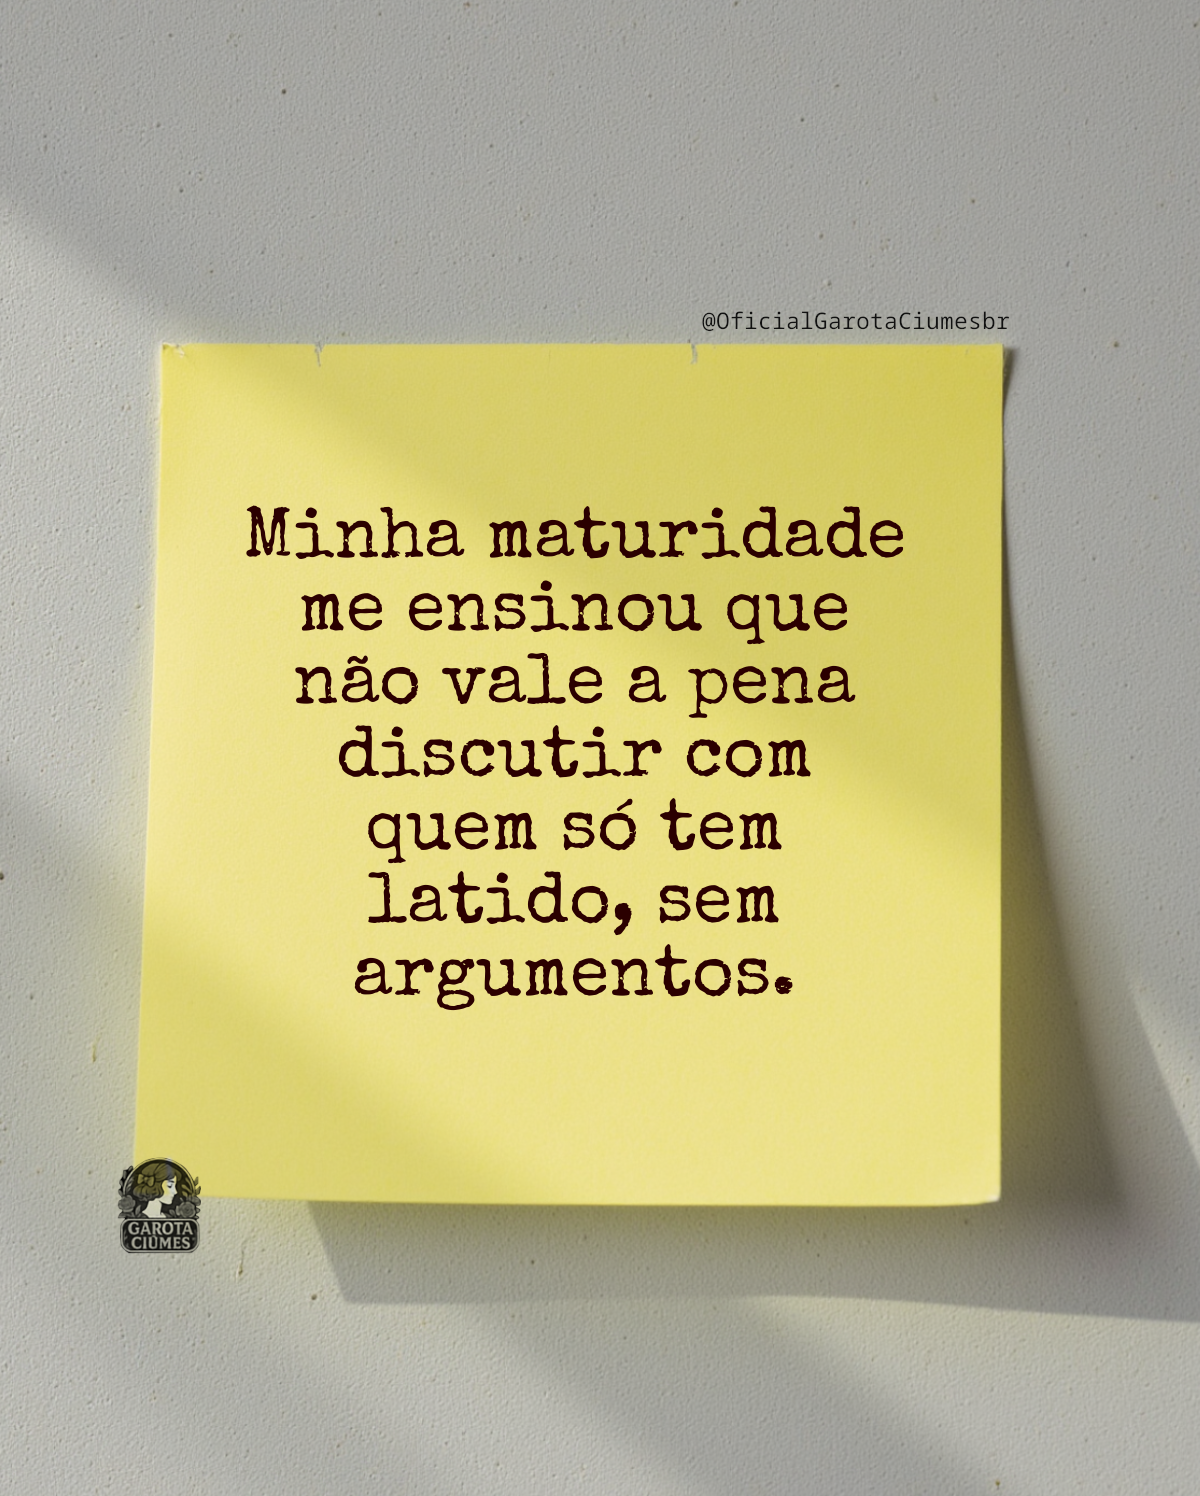 @OficialGarotaCiumesbr
Minha maturidade
me ensinou que
não vale a pena
discutir com
quem só tem
latido, sem
argumentos.
GAROTA
CIÚMES